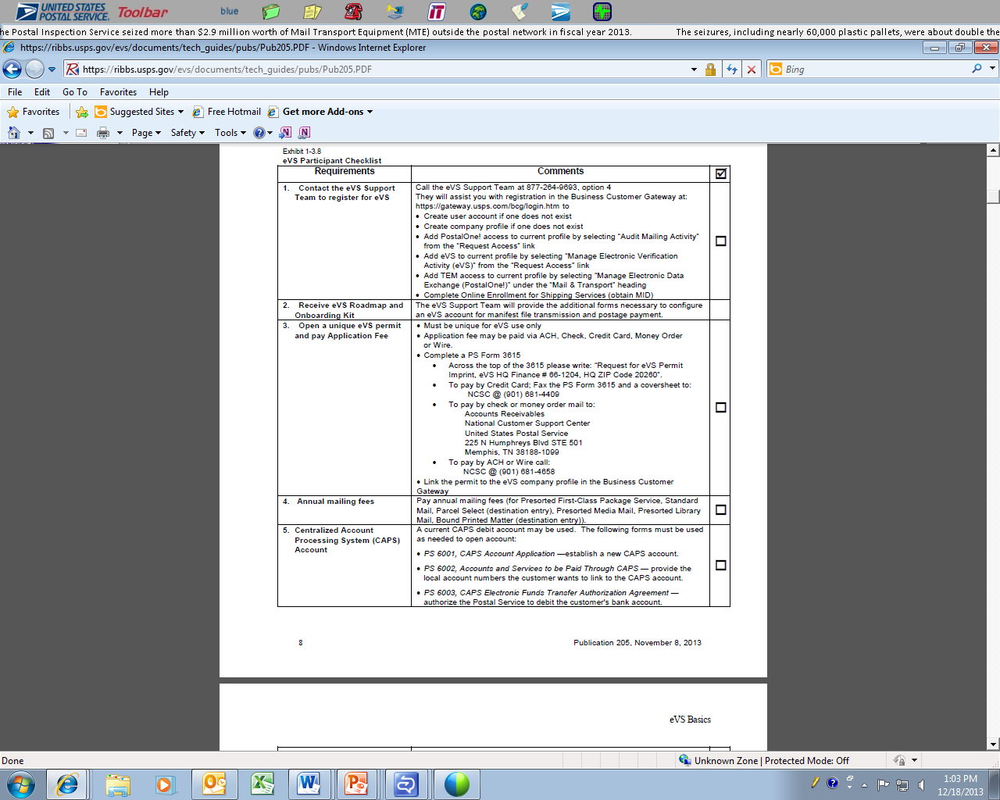 UNITED STATES
POSTAL SERVICE. Toolbar
blue
he Postal Inspection Service seized more than $2.9 million worth of Mail Transport Equipment (MTE) outside the postal network in fiscal year 2013. The seizures, including nearly 60,000 plastic pallets, were about double the
https://ribbs.usps.gov/evs/documents/tech_guides/pubs/Pub205.PDF - Windows Internet Explorer
https://ribbs.usps.gov/evs/documents/tech_guides/pubs/Pub205.PDF
Bing
File Edit Go To Favorites Help
Favorites Suggested Sites Free Hotmail Get more Add-ons
Page Safety Tools
Exhibit 1-3.8
eVS Participant Checklist
Requirements Comments
1. Contact the eVS Support
Team to register for eVS
Call the eVS Support Team at 877-264-9693, option 4
They will assist you with registration in the Business Customer Gateway at:
https://gateway.usps.com/bcg/login.htm to
• Create user account if one does not exist
• Create company profile if one does not exist
• Add PostalOne! access to current profile by selecting “Audit Mailing Activity”
from the “Request Access” link
• Add eVS to current profile by selecting “Manage Electronic Verification
Activity (eVS)” from the “Request Access” link
• Add TEM access to current profile by selecting “Manage Electronic Data
Exchange (PostalOne!)” under the “Mail & Transport” heading
• Complete Online Enrollment for Shipping Services (obtain MID)
2. Receive eVS Roadmap and
Onboarding Kit
The eVS Support Team will provide the additional forms necessary to configure
an eVS account for manifest file transmission and postage payment.
3. Open a unique eVS permit
and pay Application Fee
• Must be unique for eVS use only
• Application fee may be paid via ACH, Check, Credit Card, Money Order
or Wire.
• Complete a PS Form 3615
• Across the top of the 3615 please write: “Request for eVS Permit
Imprint, eVS HQ Finance # 66-1204, HQ ZIP Code 20260”.
• To pay by Credit Card; Fax the PS Form 3615 and a coversheet to:
NCSC @ (901) 681-4409
• To pay by check or money order mail to:
Accounts Receivables
National Customer Support Center
United States Postal Service
225 N Humphreys Blvd STE 501
Memphis, TN 38188-1099
• To pay by ACH or Wire call:
NCSC @ (901) 681-4658
• Link the permit to the eVS company profile in the Business Customer
Gateway
4. Annual mailing fees
Pay annual mailing fees (for Presorted First-Class Package Service, Standard
Mail, Parcel Select (destination entry), Presorted Media Mail, Presorted Library
Mail, Bound Printed Matter (destination entry)).
5. Centralized Account
Processing System (CAPS)
Account
A current CAPS debit account may be used. The following forms must be used
as needed to open account:
• PS 6001, CAPS Account Application —establish a new CAPS account.
• PS 6002, Accounts and Services to be Paid Through CAPS — provide the
local account numbers the customer wants to link to the CAPS account.
• PS 6003, CAPS Electronic Funds Transfer Authorization Agreement —
authorize the Postal Service to debit the customer's bank account.
8 Publication 205, November 8, 2013
eVS Basics
Done Unknown Zone | Protected Mode: Off
1:03 PM
12/18/2013